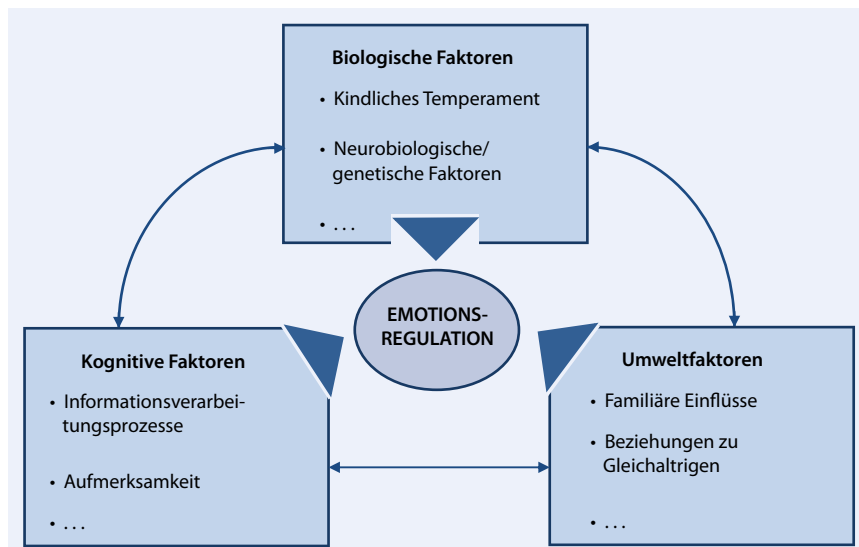 Biologische Faktoren
• Kindliches Temperament
• Neurobiologische/
genetische Faktoren
• ...
EMOTIONS-
REGULATION
Kognitive Faktoren
• Informationsverarbei-
tungsprozesse
• Aufmerksamkeit
• ...
Umweltfaktoren
• Familiäre Einflüsse
• Beziehungen zu
Gleichaltrigen
• ...